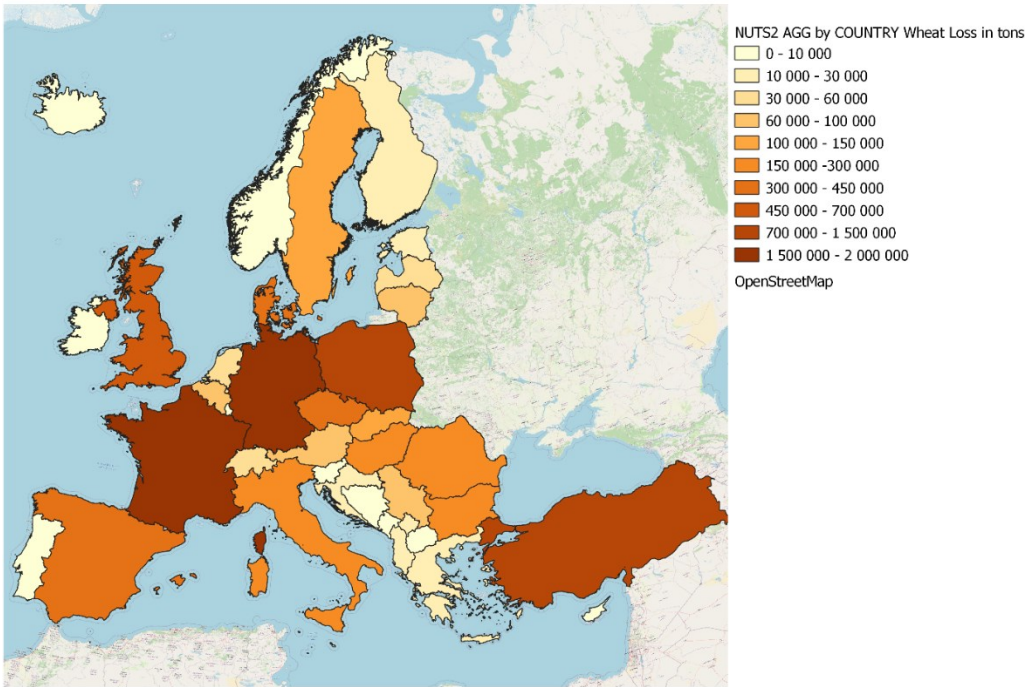 NUTS2 AGG by COUNTRY Wheat Loss in tons
0 - 10 000
10 000 - 30 000
30 000 - 60 000
60 000 - 100 000
100 000 - 150 000
150 000 -300 000
300 000 - 450 000
450 000 - 700 000
700 000 - 1 500 000
1 500 000 - 2 000 000
OpenStreetMap